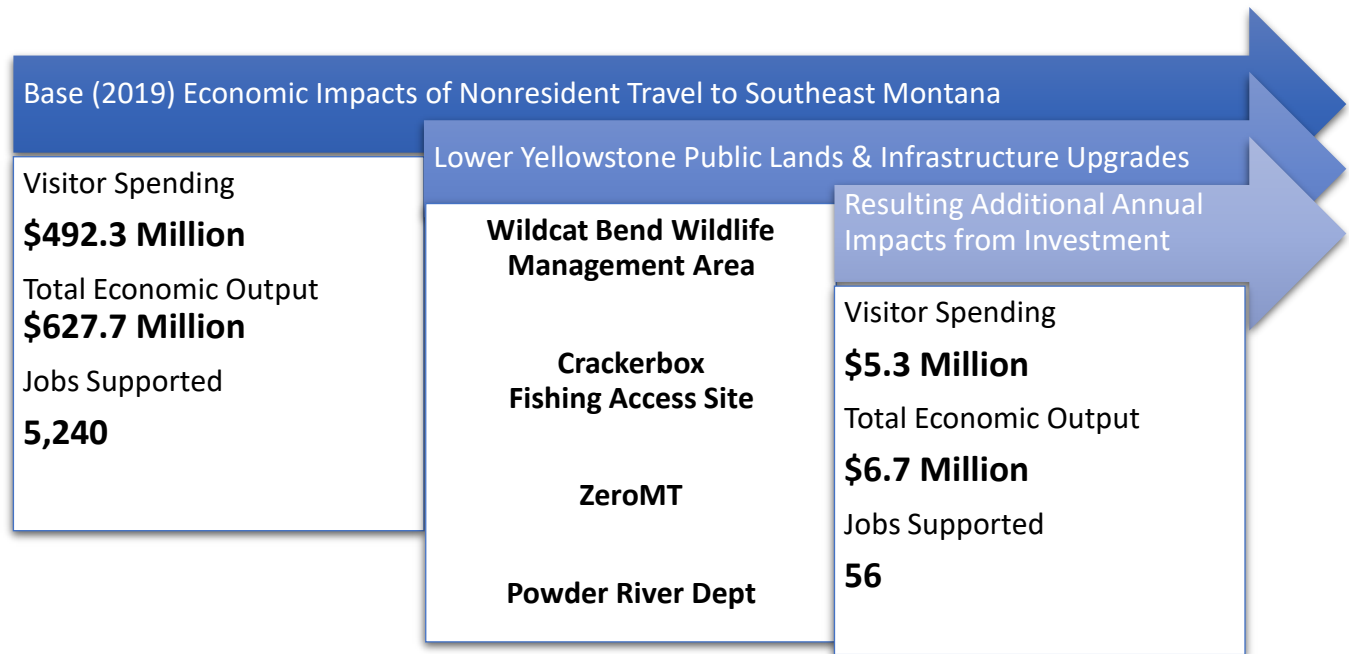 Base (2019) Economic Impacts of Nonresident Travel to Southeast Montana
Visitor Spending
$492.3 Million
Total Economic Output
$627.7 Million
Jobs Supported
5,240
Lower Yellowstone Public Lands & Infrastructure Upgrades
Wildcat Bend Wildlife
Management Area
Crackerbox
Fishing Access Site
ZeroMT
Powder River Dept
Resulting Additional Annual
Impacts from Investment
Visitor Spending
$5.3 Million
Total Economic Output
$6.7 Million
Jobs Supported
56